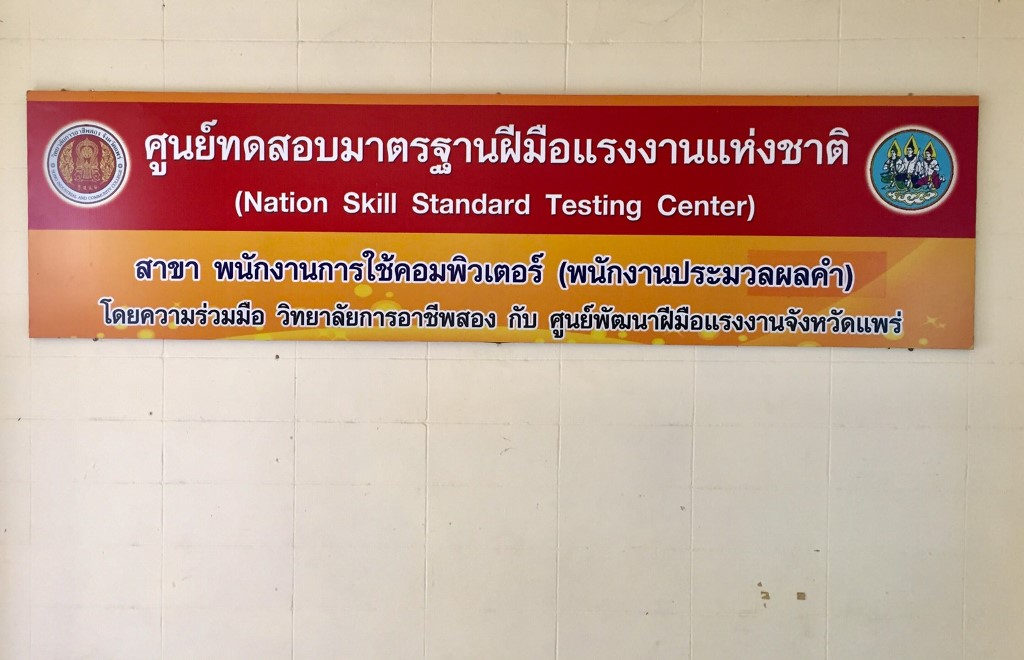 ศูนย์ทดสอบมาตรฐานฝีมือแรงงานแห่งชาติ
(Nation Skill Standard Testing Center)
สาขา พนักงานการใช้คอมพิวเตอร์ (พนักงานประมวลผลคำ)
โดยความร่วมมือ วิทยาลัยการอาชีพสอง กับ ศูนย์พัฒนาฝีมือแรงงานจังหวัดแพร่